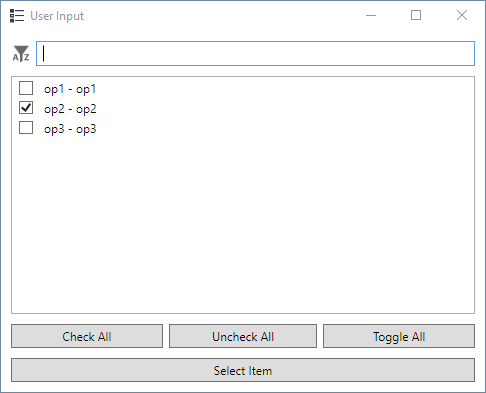 User Input
A Z
op1 - op1
op2 - op2
op3 - op3
Check All
Uncheck All
Toggle All
Select Item